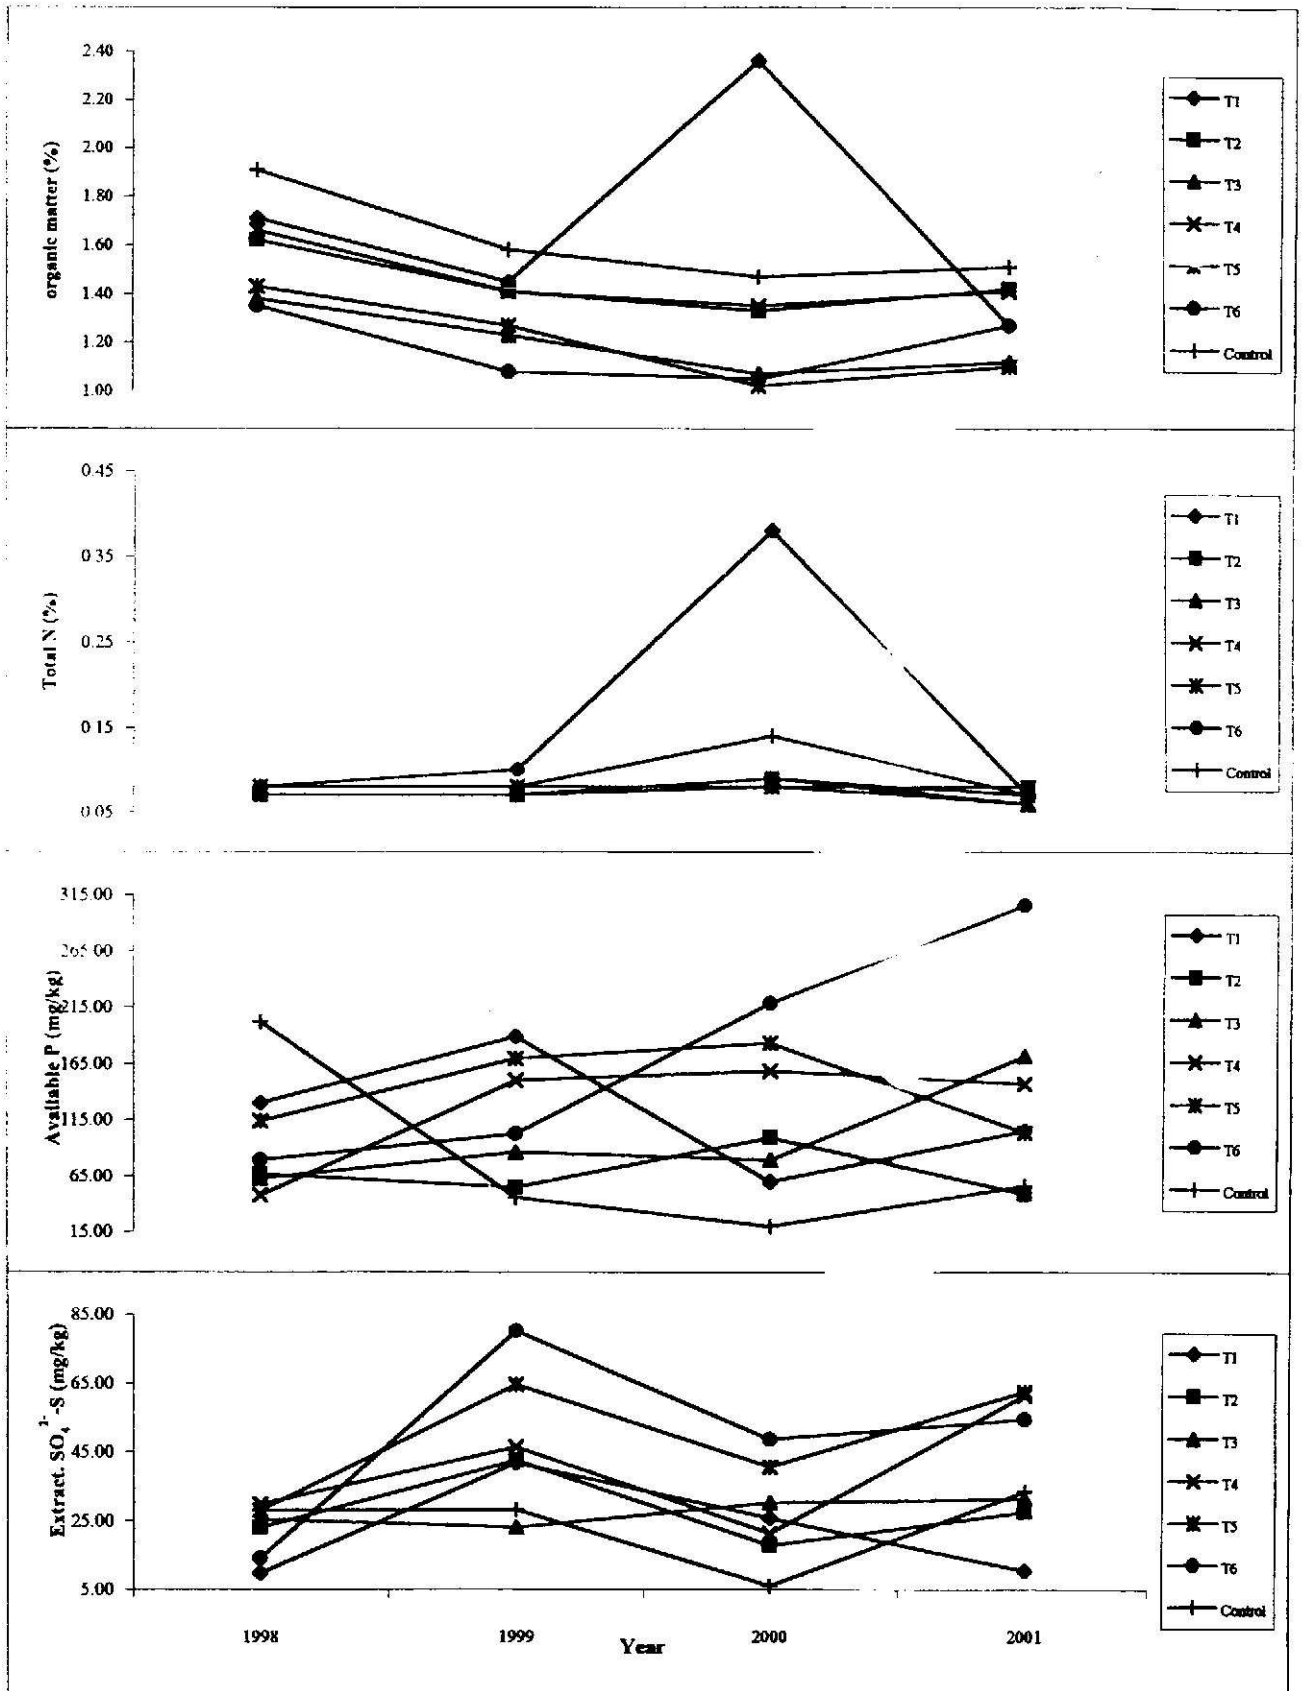 organic matter (%)
2.40
2.20
2.00
1.80
1.60
1.40
1.20
1.00
T1
T2
T3
T4
T5
T6
Control
Total N (%)
0.45
0.35
0.25
0.15
0.05
T1
T2
T3
T4
T5
T6
Control
Available P (mg/kg)
315.00
265.00
215.00
165.00
115.00
65.00
15.00
T1
T2
T3
T4
T5
T6
Control
Extract. SO₄²⁻-S (mg/kg)
85.00
65.00
45.00
25.00
5.00
T1
T2
T3
T4
T5
T6
Control
1998 1999 2000 2001
Year